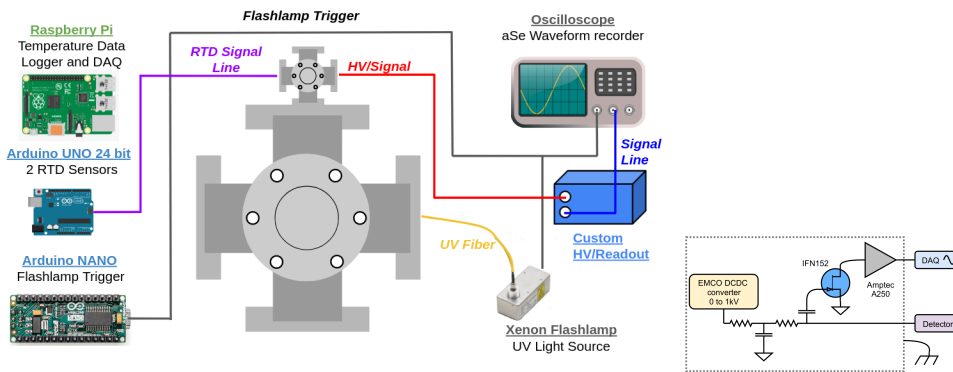 Flashlamp Trigger
Raspberry Pi
Temperature Data
Logger and DAQ
RTD Signal
Line
HV/Signal
Oscilloscope
aSe Waveform recorder
Arduino UNO 24 bit
2 RTD Sensors
Signal
Line
UV Fiber
Custom
HV/Readout
Arduino NANO
Flashlamp Trigger
Xenon Flashlamp
UV Light Source
EMCO DCDC
converter
0 to 1kV
IFN152
Amptec
A250
DAQ
Detector